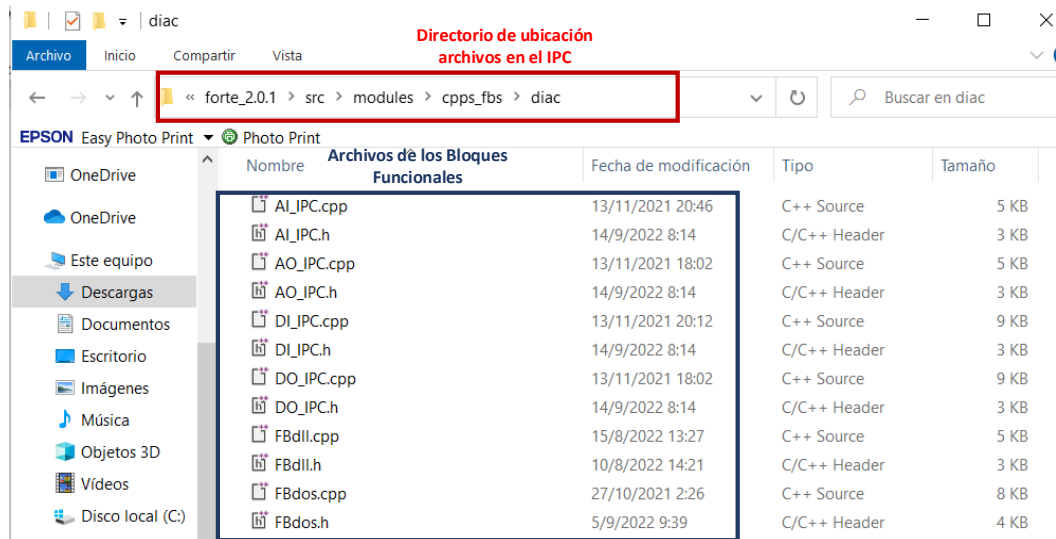 diac
Directorio de ubicación
archivos en el IPC
Archivo Inicio Compartir Vista
« forte_2.0.1 > src > modules > cpps_fbs > diac
Buscar en diac
EPSON Easy Photo Print Photo Print
Archivos de los Bloques
Funcionales
Nombre Fecha de modificación Tipo Tamaño
OneDrive
OneDrive
Este equipo
Descargas
Documentos
Escritorio
Imágenes
Música
Objetos 3D
Vídeos
Disco local (C:)
AI_IPC.cpp 13/11/2021 20:46 C++ Source 5 KB
AI_IPC.h 14/9/2022 8:14 C/C++ Header 3 KB
AO_IPC.cpp 13/11/2021 18:02 C++ Source 5 KB
AO_IPC.h 14/9/2022 8:14 C/C++ Header 3 KB
DI_IPC.cpp 13/11/2021 20:12 C++ Source 9 KB
DI_IPC.h 14/9/2022 8:14 C/C++ Header 3 KB
DO_IPC.cpp 13/11/2021 18:02 C++ Source 9 KB
DO_IPC.h 14/9/2022 8:14 C/C++ Header 3 KB
FBdll.cpp 15/8/2022 13:27 C++ Source 5 KB
FBdll.h 10/8/2022 14:21 C/C++ Header 3 KB
FBdos.cpp 27/10/2021 2:26 C++ Source 8 KB
FBdos.h 5/9/2022 9:39 C/C++ Header 4 KB